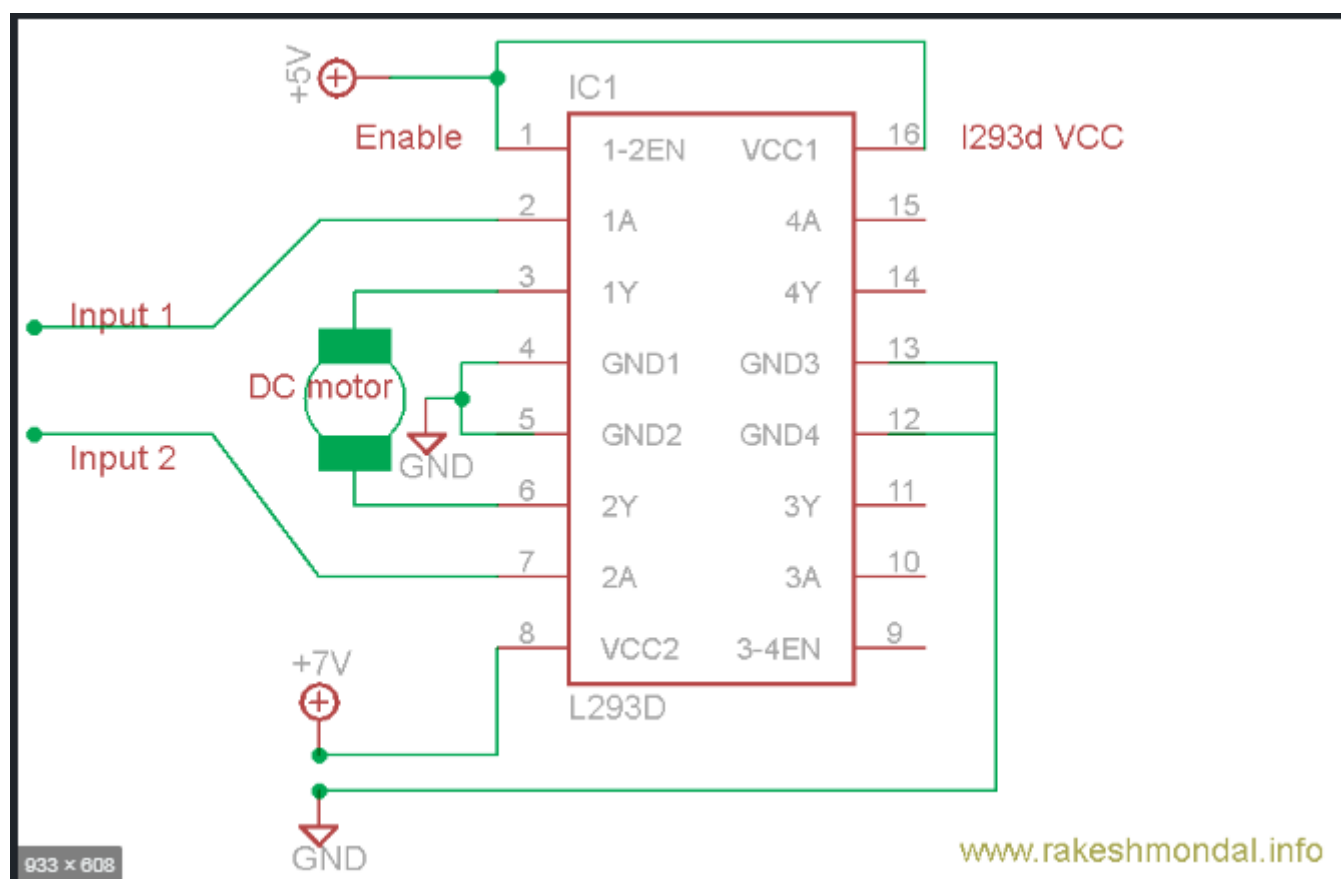 +5V
IC1
Enable
1
1-2EN
VCC1
16
l293d VCC
2
1A
4A
15
3
1Y
4Y
14
Input 1
4
GND1
GND3
13
DC motor
5
GND2
GND4
12
Input 2
GND
6
2Y
3Y
11
7
2A
3A
10
8
VCC2
3-4EN
9
+7V
L293D
GND
www.rakeshmondal.info
933 × 608